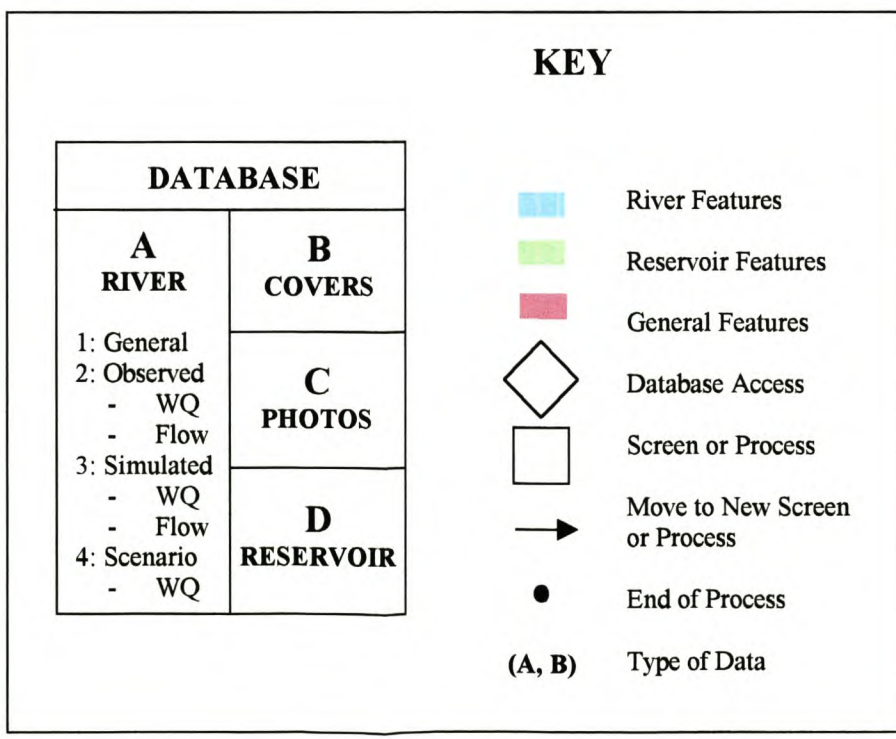 KEY
DATABASE
A
RIVER
1: General
2: Observed
- WQ
- Flow
3: Simulated
- WQ
- Flow
4: Scenario
- WQ
B
COVERS
C
PHOTOS
D
RESERVOIR
River Features
Reservoir Features
General Features
Database Access
Screen or Process
Move to New Screen
or Process
End of Process
(A, B) Type of Data